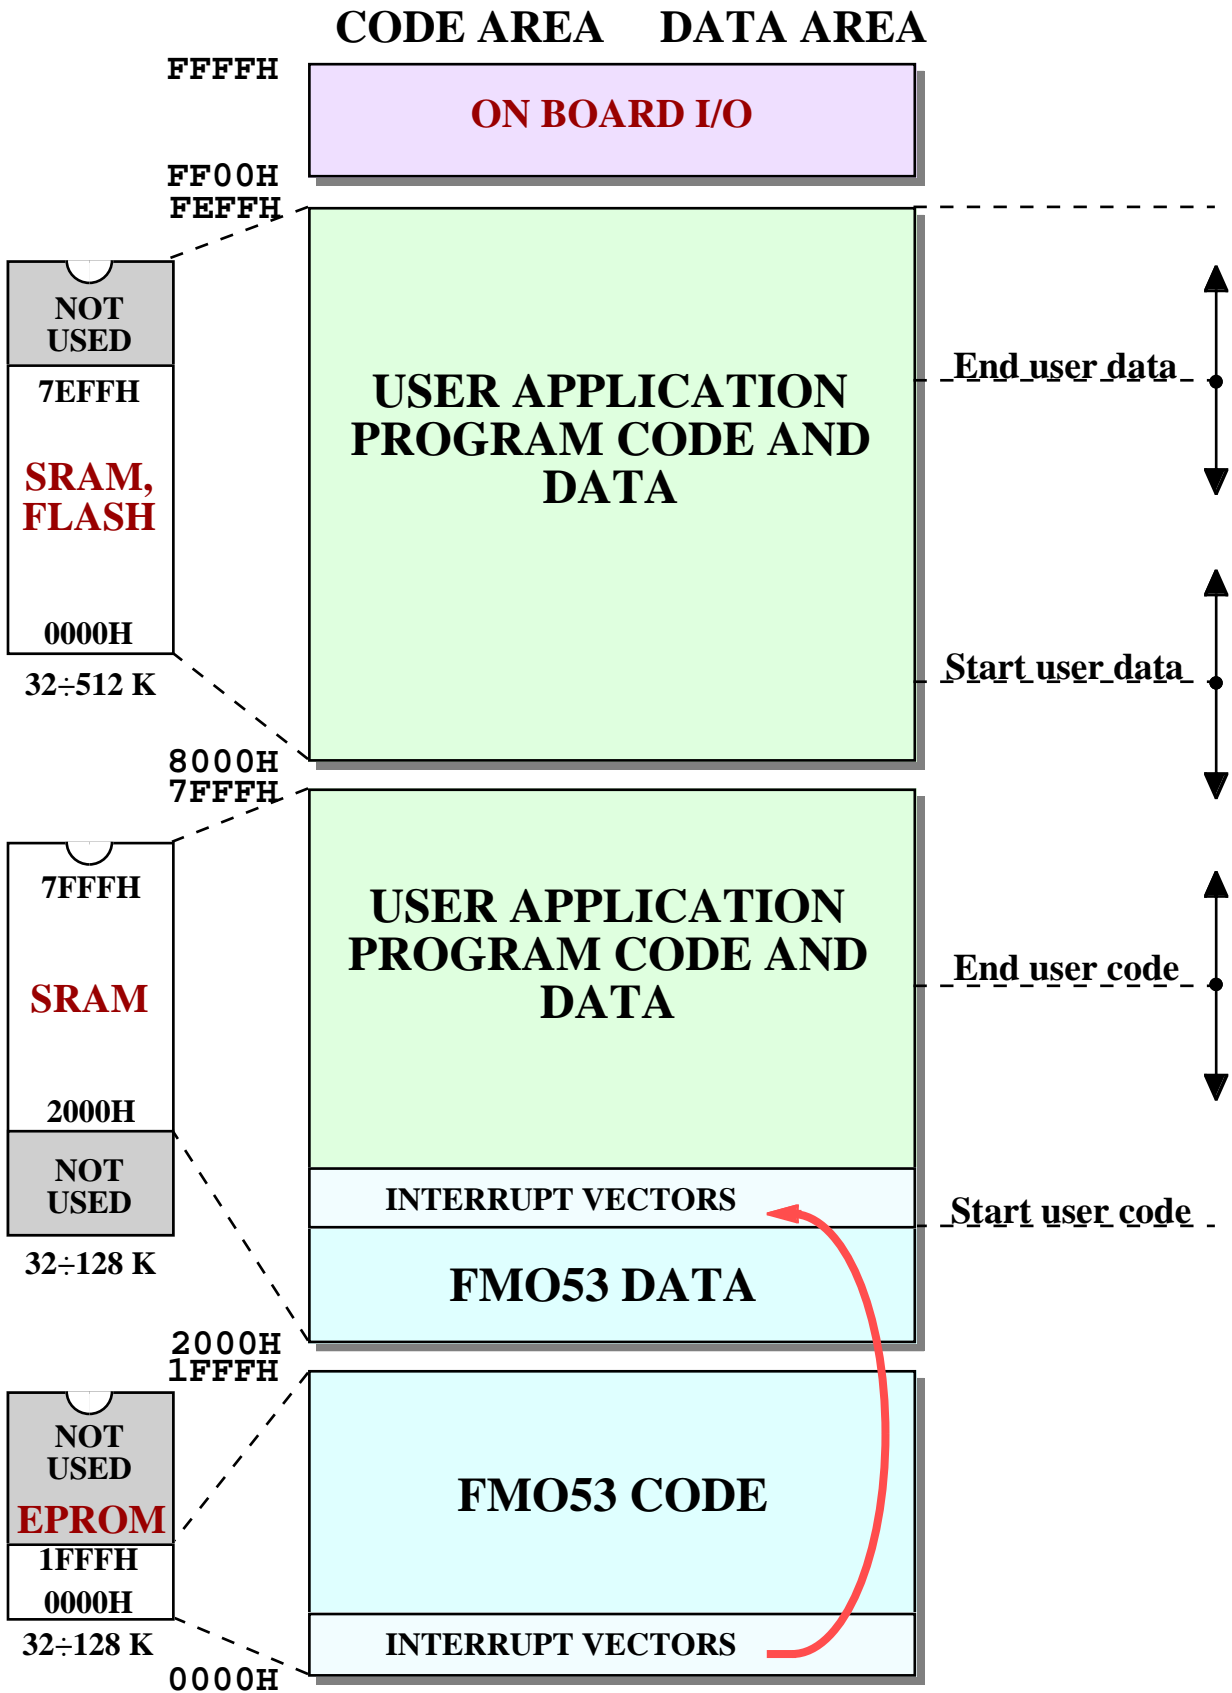 CODE AREA DATA AREA
FFFFH
ON BOARD I/O
FF00H
FEFFH
NOT
USED
7EFFH
SRAM,
FLASH
0000H
32÷512 K
USER APPLICATION
PROGRAM CODE AND
DATA
End user data
Start user data
8000H
7FFFH
7FFFH
SRAM
2000H
NOT
USED
32÷128 K
USER APPLICATION
PROGRAM CODE AND
DATA
End user code
INTERRUPT VECTORS
Start user code
FMO53 DATA
2000H
1FFFH
NOT
USED
EPROM
1FFFH
0000H
32÷128 K
FMO53 CODE
INTERRUPT VECTORS
0000H